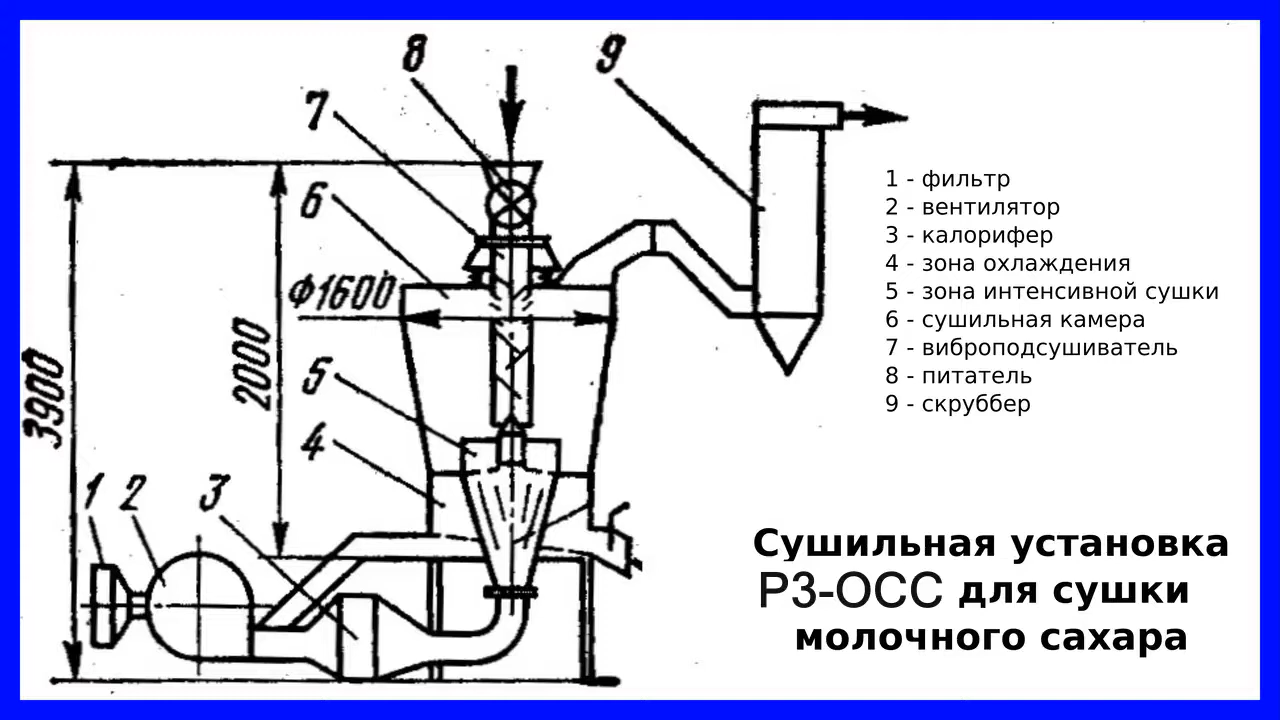 8
9
7
6
Ф1600
3900
2000
5
4
1
2
3
1 - фильтр
2 - вентилятор
3 - калорифер
4 - зона охлаждения
5 - зона интенсивной сушки
6 - сушильная камера
7 - виброподсушиватель
8 - питатель
9 - скруббер
Сушильная установка
РЗ-ОСС для сушки
молочного сахара